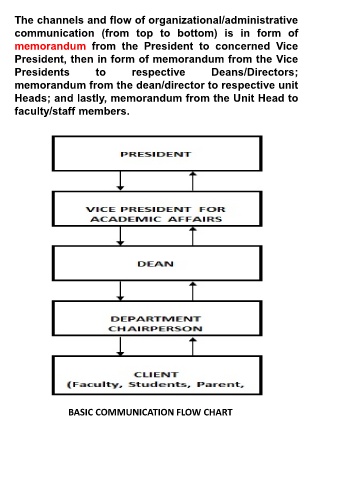 The channels and flow of organizational/administrative
communication (from top to bottom) is in form of
memorandum from the President to concerned Vice
President, then in form of memorandum from the Vice
Presidents to respective Deans/Directors;
memorandum from the dean/director to respective unit
Heads; and lastly, memorandum from the Unit Head to
faculty/staff members.
PRESIDENT
VICE PRESIDENT FOR
ACADEMIC AFFAIRS
DEAN
DEPARTMENT
CHAIRPERSON
CLIENT
(Faculty, Students, Parent,
BASIC COMMUNICATION FLOW CHART